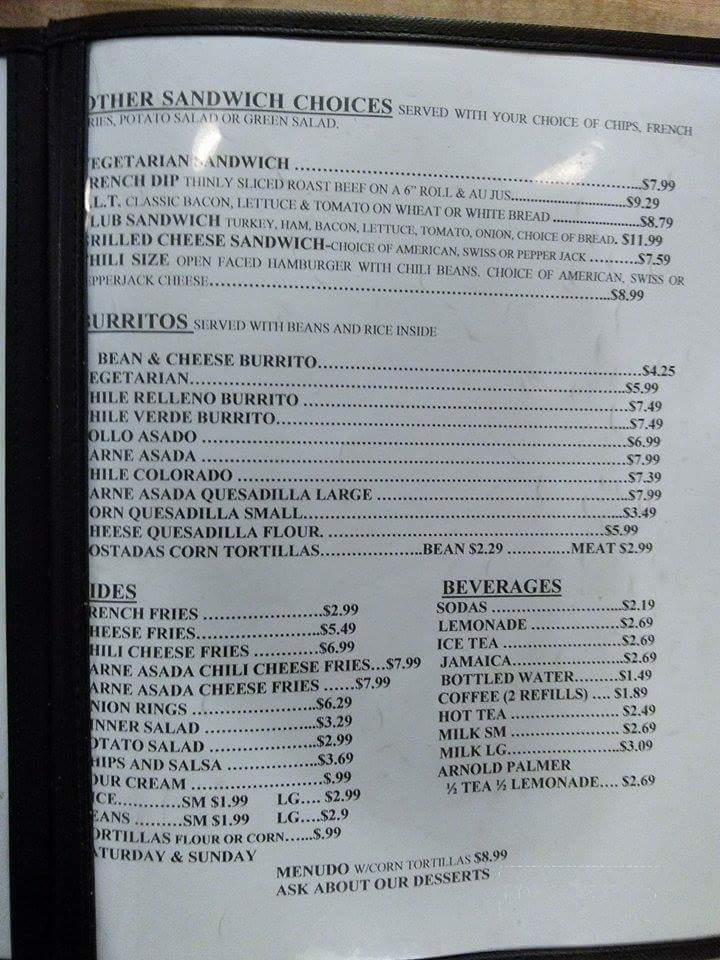 OTHER SANDWICH CHOICES SERVED WITH YOUR CHOICE OF CHIPS, FRENCH
RIES, POTATO SALAD OR GREEN SALAD.
EGETARIAN SANDWICH ........ $7.99
RENCH DIP THINLY SLICED ROAST BEEF ON A 6" ROLL & AU JUS........ $9.29
.L.T. CLASSIC BACON, LETTUCE & TOMATO ON WHEAT OR WHITE BREAD ........ $8.79
LUB SANDWICH TURKEY, HAM, BACON, LETTUCE, TOMATO, ONION, CHOICE OF BREAD. $11.99
RILLED CHEESE SANDWICH-CHOICE OF AMERICAN, SWISS OR PEPPER JACK ........ $7.59
HILI SIZE OPEN FACED HAMBURGER WITH CHILI BEANS. CHOICE OF AMERICAN, SWISS OR
EPPERJACK CHEESE........ $8.99
BURRITOS SERVED WITH BEANS AND RICE INSIDE
BEAN & CHEESE BURRITO........ $4.25
EGETARIAN........ $5.99
HILE RELLENO BURRITO ........ $7.49
HILE VERDE BURRITO........ $7.49
OLLO ASADO ........ $6.99
ARNE ASADA ........ $7.99
HILE COLORADO ........ $7.39
ARNE ASADA QUESADILLA LARGE ........ $7.99
ORN QUESADILLA SMALL........ $3.49
HEESE QUESADILLA FLOUR. ........ $5.99
OSTADAS CORN TORTILLAS........ BEAN $2.29 ........ MEAT $2.99
IDES
RENCH FRIES ........ $2.99
HEESE FRIES........ $5.49
HILI CHEESE FRIES ........ $6.99
ARNE ASADA CHILI CHEESE FRIES...$7.99
ARNE ASADA CHEESE FRIES ......$7.99
NION RINGS ........ $6.29
INNER SALAD ........ $3.29
OTATO SALAD ........ $2.99
HIPS AND SALSA ........ $3.69
OUR CREAM ........ $.99
ICE........ SM $1.99 LG.... $2.99
EANS ........ SM $1.99 LG....$2.9
ORTILLAS FLOUR OR CORN......$.99
ATURDAY & SUNDAY
MENUDO W/CORN TORTILLAS $8.99
ASK ABOUT OUR DESSERTS
BEVERAGES
SODAS ........ $2.19
LEMONADE ........ $2.69
ICE TEA ........ $2.69
JAMAICA........ $2.69
BOTTLED WATER........ $1.49
COFFEE (2 REFILLS) .... $1.89
HOT TEA ........ $2.49
MILK SM ........ $2.69
MILK LG........ $3.09
ARNOLD PALMER
½ TEA ½ LEMONADE.... $2.69